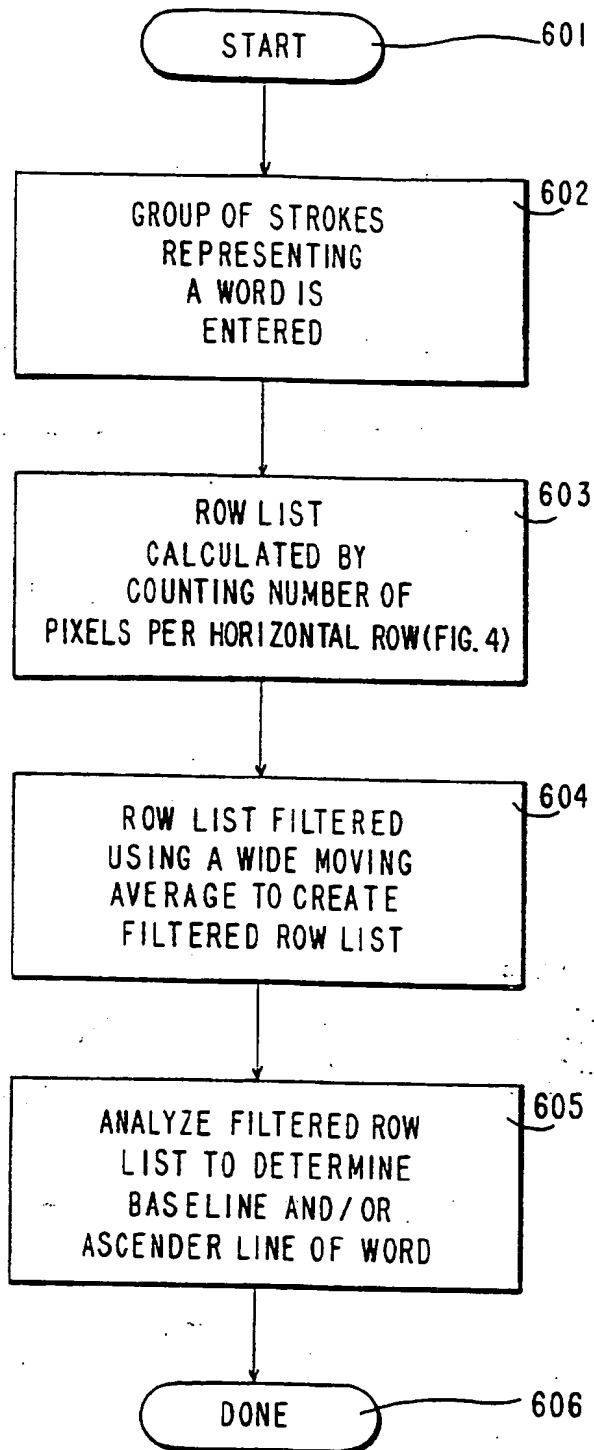 START
601
602
GROUP OF STROKES
REPRESENTING
A WORD IS
ENTERED
603
ROW LIST
CALCULATED BY
COUNTING NUMBER OF
PIXELS PER HORIZONTAL ROW(FIG. 4)
604
ROW LIST FILTERED
USING A WIDE MOVING
AVERAGE TO CREATE
FILTERED ROW LIST
605
ANALYZE FILTERED ROW
LIST TO DETERMINE
BASELINE AND/OR
ASCENDER LINE OF WORD
DONE
606